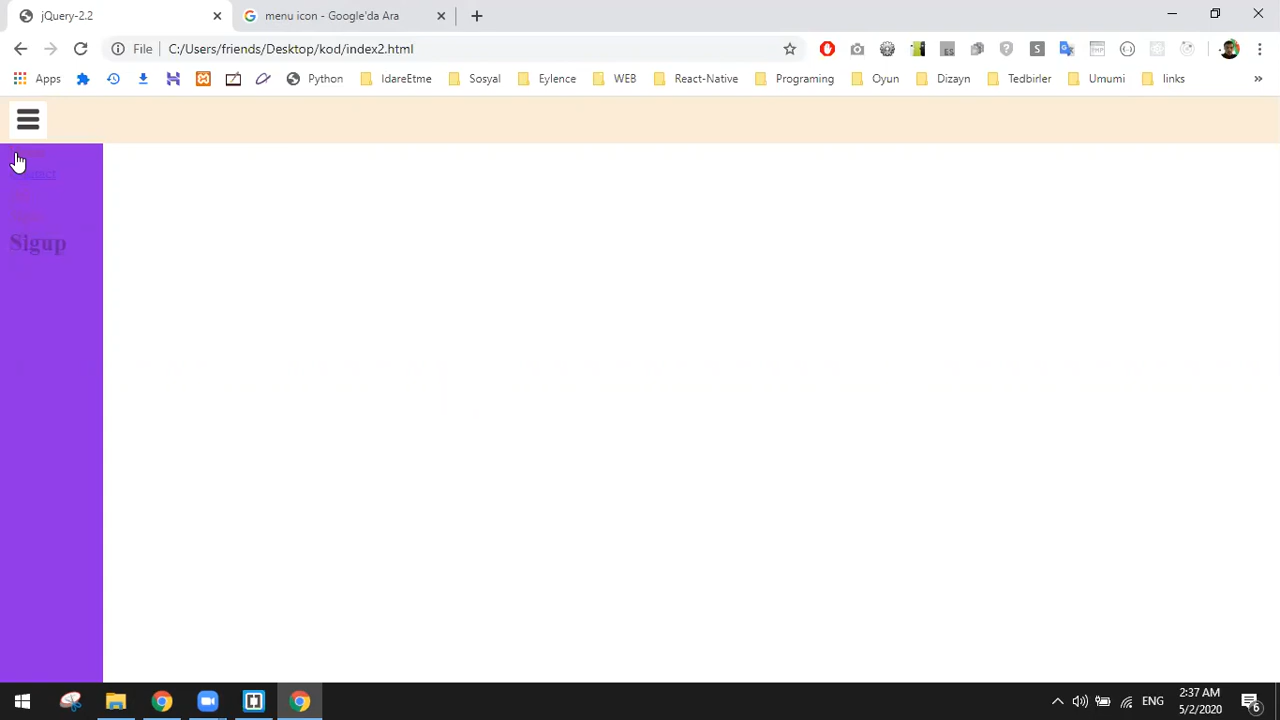 jQuery-2.2
menu icon - Google'da Ara
File
C:/Users/friends/Desktop/kod/index2.html
Apps
Python
IdareEtme
Sosyal
Eylence
WEB
React-Native
Programing
Oyun
Dizayn
Tedbirler
Umumi
links
»
Sigup
ENG
2:37 AM
5/2/2020
6